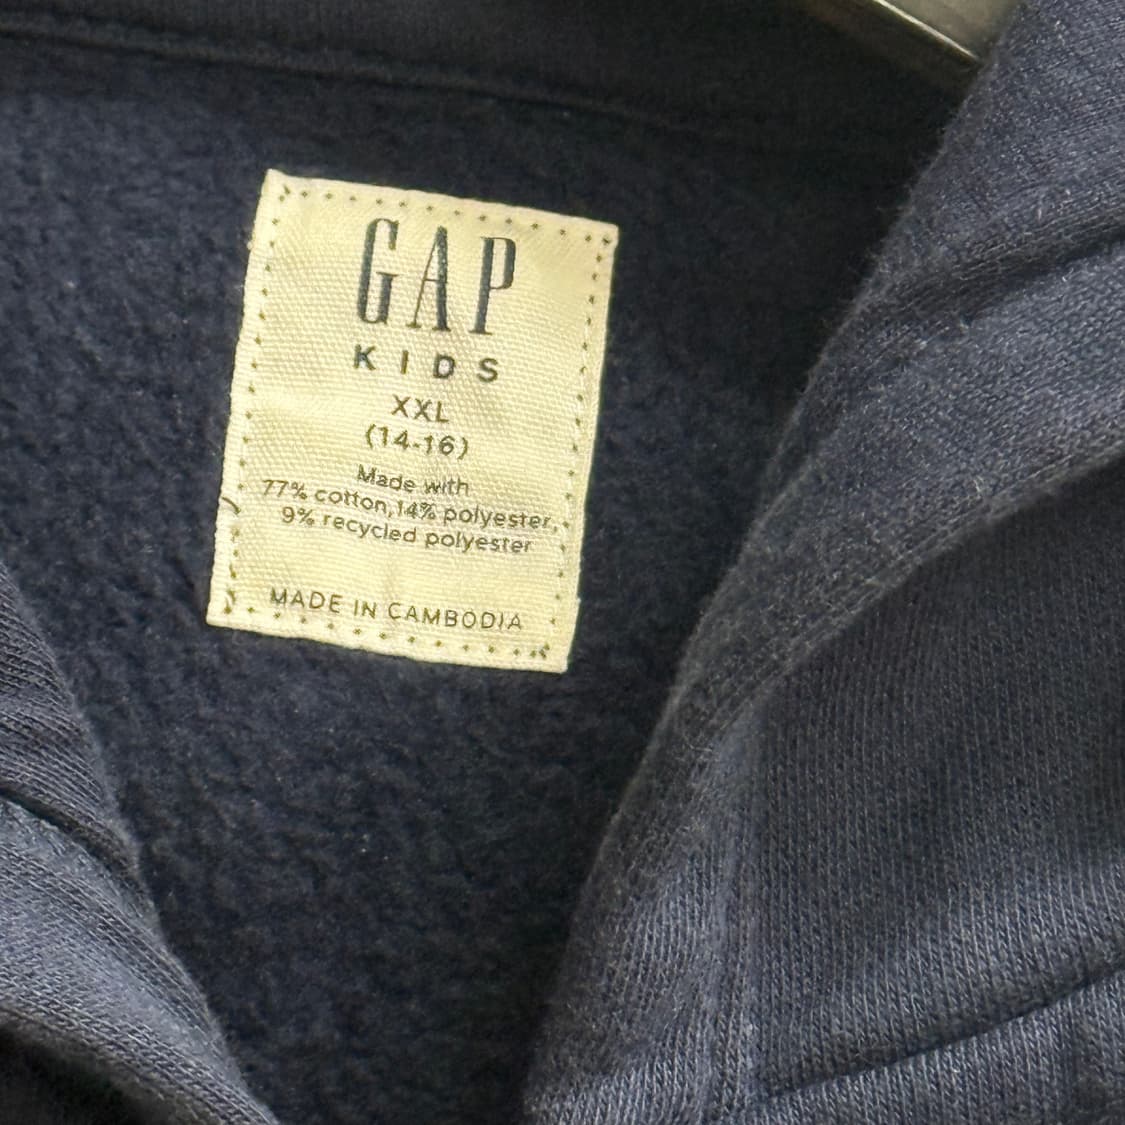 GAP
KIDS
XXL
(14-16)
Made with
77% cotton, 14% polyester,
9% recycled polyester
MADE IN CAMBODIA